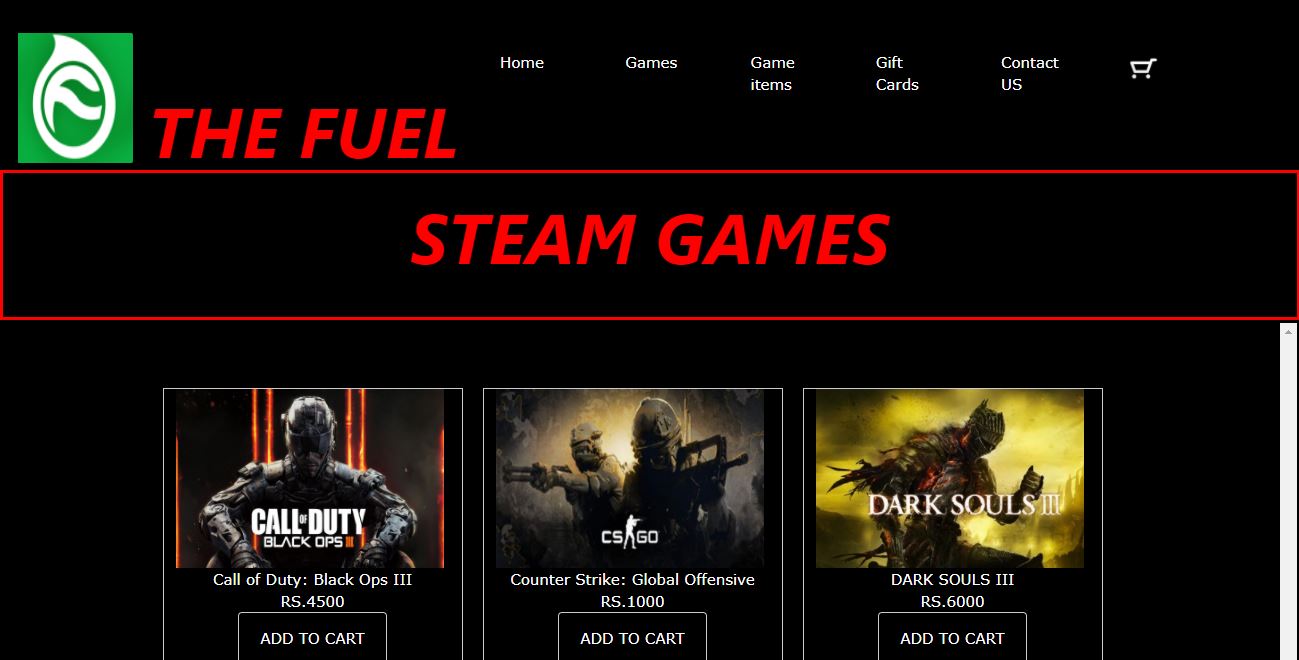 Home
Games
Game
items
Gift
Cards
Contact
US
THE FUEL
STEAM GAMES
CALL OF DUTY
BLACK OPS III
CS GO
DARK SOULS III
Call of Duty: Black Ops III
RS.4500
ADD TO CART
Counter Strike: Global Offensive
RS.1000
ADD TO CART
DARK SOULS III
RS.6000
ADD TO CART